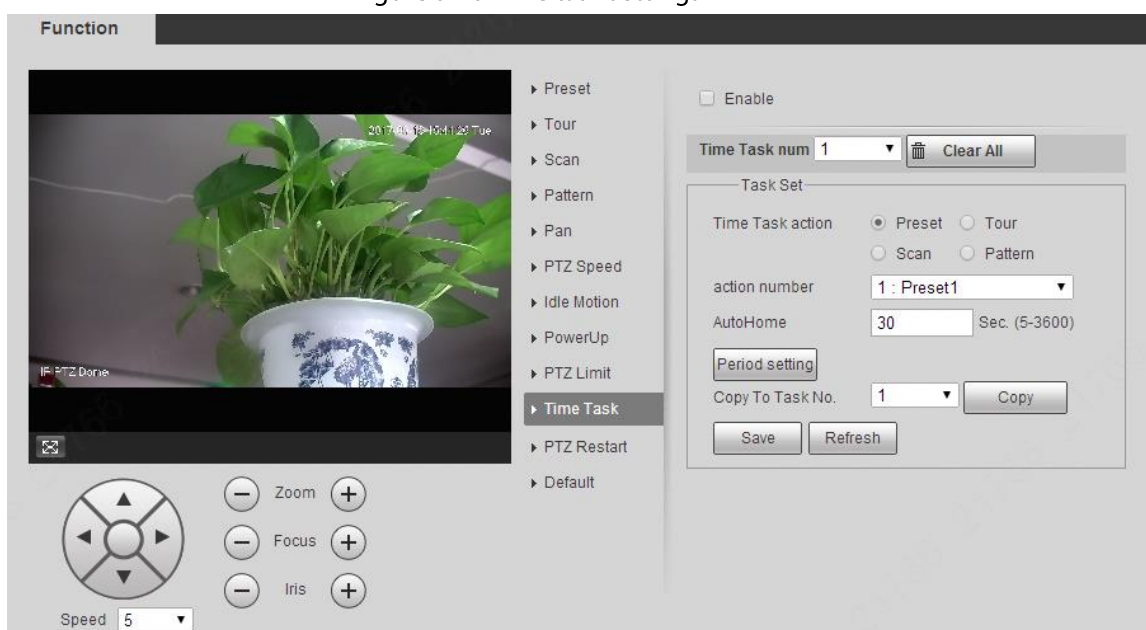 Function
Tue
IP PTZ Dome
Preset
Tour
Scan
Pattern
Pan
PTZ Speed
Idle Motion
PowerUp
PTZ Limit
Time Task
PTZ Restart
Default
Enable
Time Task num 1 Clear All
Task Set
Time Task action Preset Tour
Scan Pattern
action number 1 : Preset1
AutoHome 30 Sec. (5-3600)
Period setting
Copy To Task No. 1 Copy
Save Refresh
Zoom
Focus
Iris
Speed 5